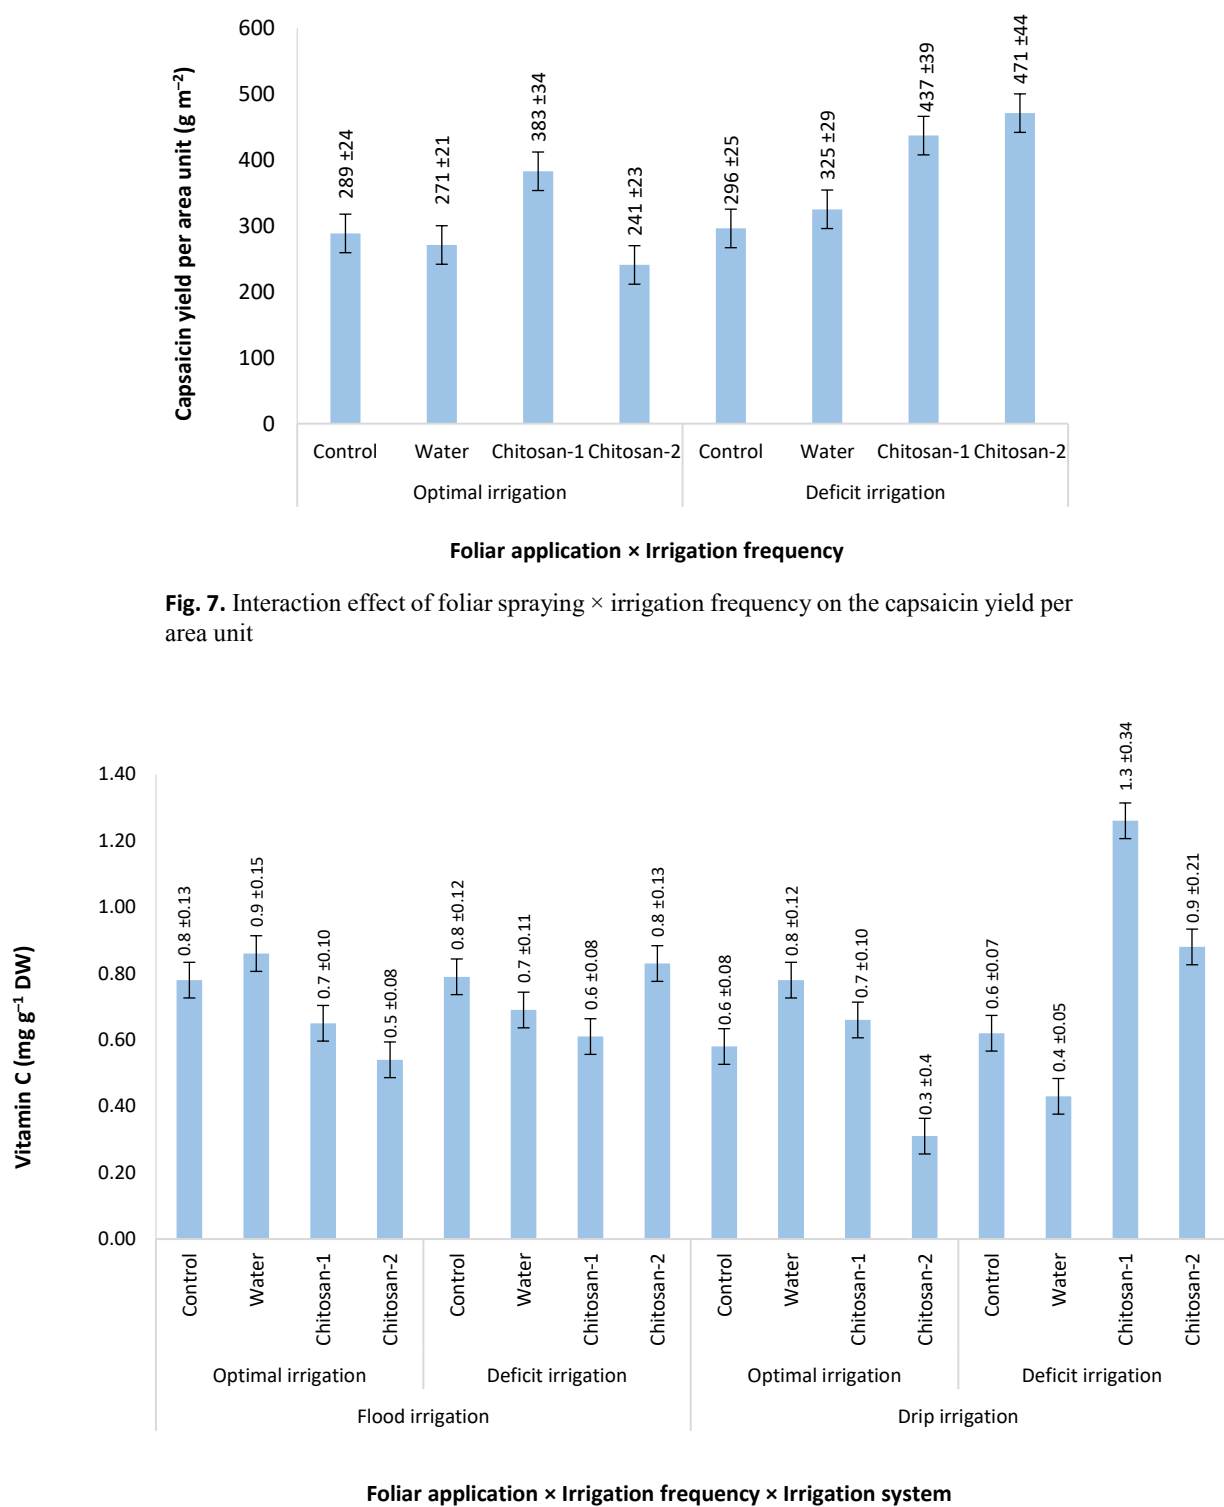 600
500
400
300
200
100
0
Capsaicin yield per area unit (g m⁻²)
289 ±24
271 ±21
383 ±34
241 ±23
296 ±25
325 ±29
437 ±39
471 ±44
Control Water Chitosan-1 Chitosan-2 Control Water Chitosan-1 Chitosan-2
Optimal irrigation Deficit irrigation
Foliar application × Irrigation frequency
Fig. 7. Interaction effect of foliar spraying × irrigation frequency on the capsaicin yield per
area unit
1.40
1.20
1.00
0.80
0.60
0.40
0.20
0.00
Vitamin C (mg g⁻¹ DW)
0.8 ±0.13
0.9 ±0.15
0.7 ±0.10
0.5 ±0.08
0.8 ±0.12
0.7 ±0.11
0.6 ±0.08
0.8 ±0.13
0.6 ±0.08
0.8 ±0.12
0.7 ±0.10
0.3 ±0.4
0.6 ±0.07
0.4 ±0.05
1.3 ±0.34
0.9 ±0.21
Control
Water
Chitosan-1
Chitosan-2
Control
Water
Chitosan-1
Chitosan-2
Control
Water
Chitosan-1
Chitosan-2
Control
Water
Chitosan-1
Chitosan-2
Optimal irrigation Deficit irrigation Optimal irrigation Deficit irrigation
Flood irrigation Drip irrigation
Foliar application × Irrigation frequency × Irrigation system